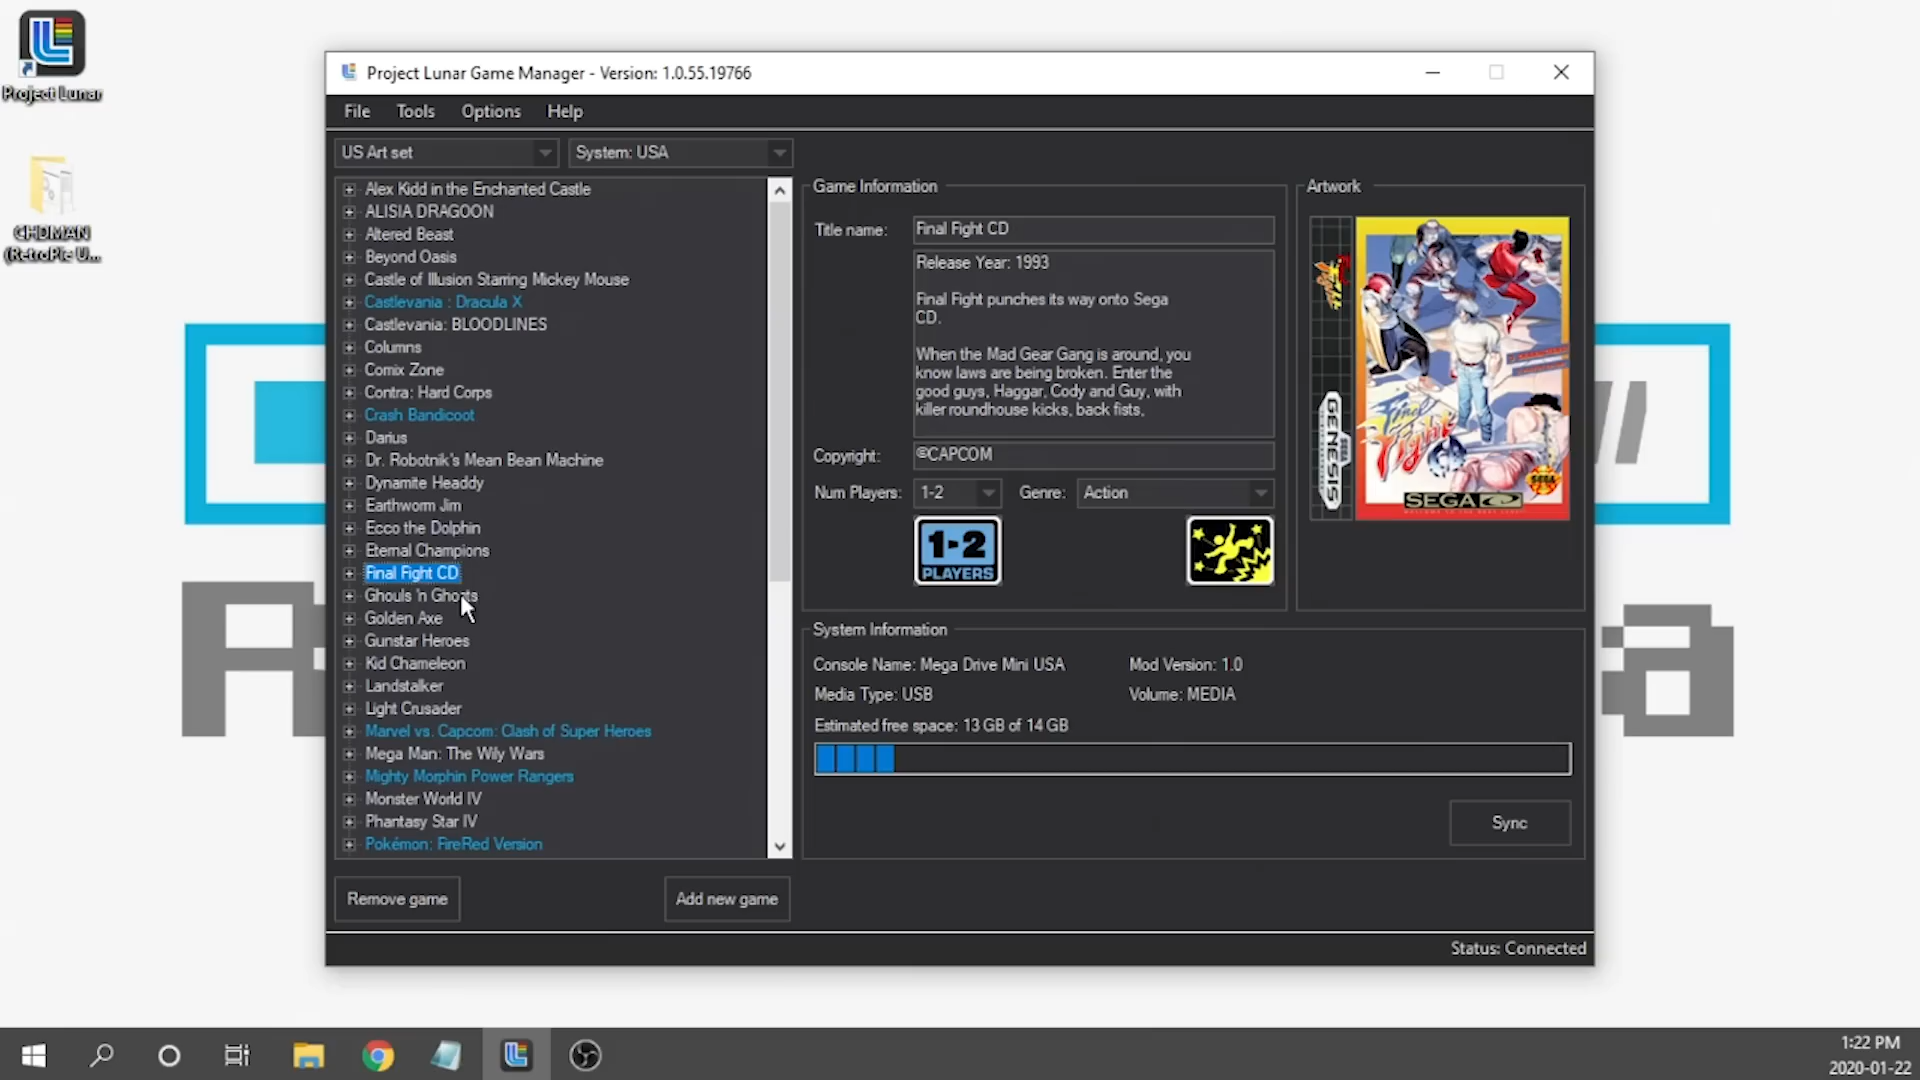 Project Lunar
CHDMAN
(RetroPie U...
Project Lunar Game Manager - Version: 1.0.55.19766
File Tools Options Help
US Art set
System: USA
Alex Kidd in the Enchanted Castle
ALISIA DRAGOON
Altered Beast
Beyond Oasis
Castle of Illusion Starring Mickey Mouse
Castlevania : Dracula X
Castlevania: BLOODLINES
Columns
Comix Zone
Contra: Hard Corps
Crash Bandicoot
Darius
Dr. Robotnik's Mean Bean Machine
Dynamite Headdy
Earthworm Jim
Ecco the Dolphin
Eternal Champions
Final Fight CD
Ghouls 'n Ghosts
Golden Axe
Gunstar Heroes
Kid Chameleon
Landstalker
Light Crusader
Marvel vs. Capcom: Clash of Super Heroes
Mega Man: The Wily Wars
Mighty Morphin Power Rangers
Monster World IV
Phantasy Star IV
Pokémon: FireRed Version
Remove game
Add new game
Game Information
Title name:
Final Fight CD
Release Year: 1993
Final Fight punches its way onto Sega
CD.
When the Mad Gear Gang is around, you
know laws are being broken. Enter the
good guys, Haggar, Cody and Guy, with
killer roundhouse kicks, back fists,
Copyright:
©CAPCOM
Num Players:
1-2
Genre:
Action
1-2
PLAYERS
Artwork
GENESIS
Final
Fight
SEGA
System Information
Console Name: Mega Drive Mini USA
Mod Version: 1.0
Media Type: USB
Volume: MEDIA
Estimated free space: 13 GB of 14 GB
Sync
Status: Connected
1:22 PM
2020-01-22